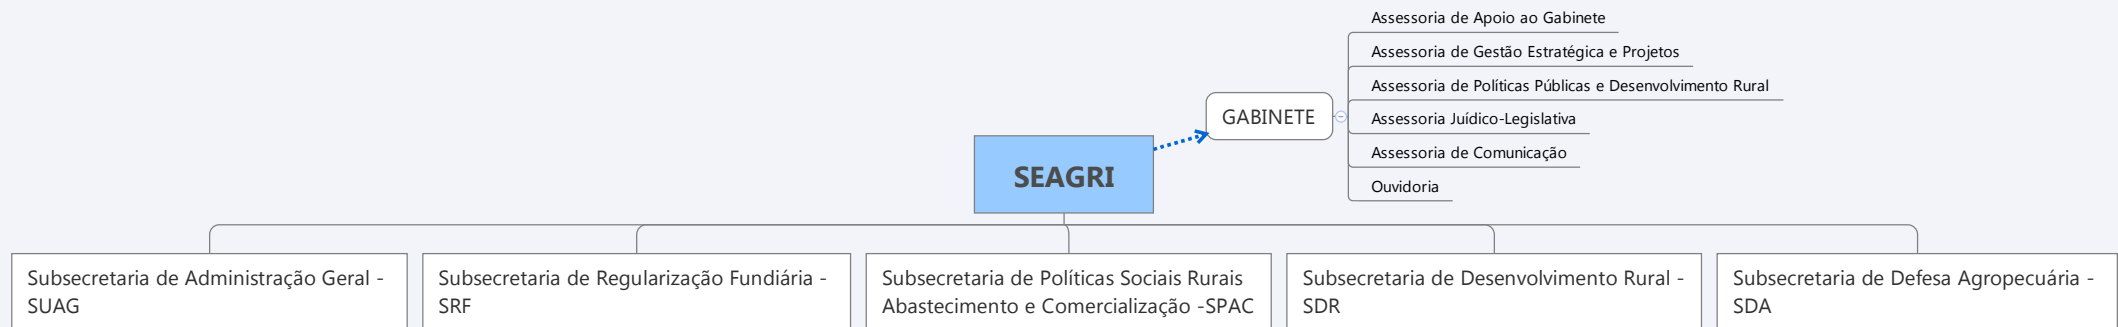 Assessoria de Apoio ao Gabinete
Assessoria de Gestão Estratégica e Projetos
Assessoria de Políticas Públicas e Desenvolvimento Rural
GABINETE
Assessoria Juídico-Legislativa
Assessoria de Comunicação
SEAGRI
Ouvidoria
Subsecretaria de Administração Geral -
SUAG
Subsecretaria de Regularização Fundiária -
SRF
Subsecretaria de Políticas Sociais Rurais
Abastecimento e Comercialização -SPAC
Subsecretaria de Desenvolvimento Rural -
SDR
Subsecretaria de Defesa Agropecuária -
SDA